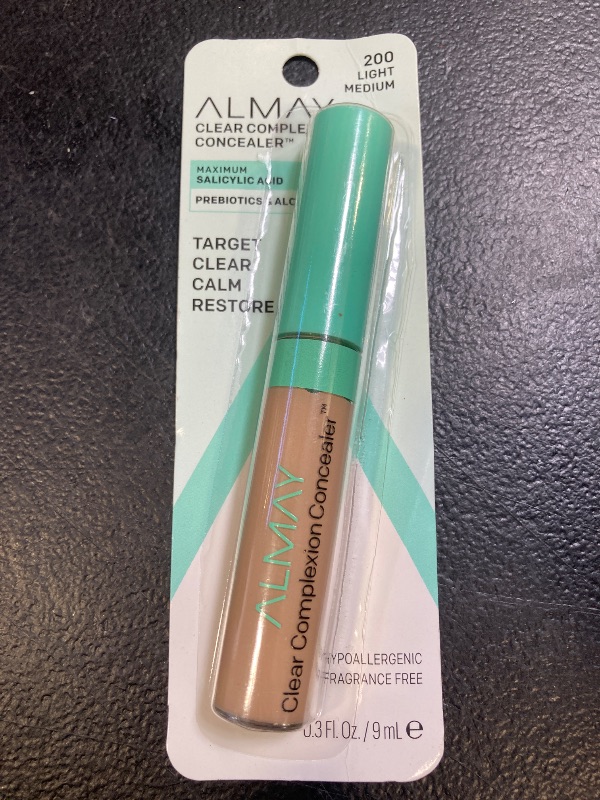 200
LIGHT
MEDIUM
ALMAY
CLEAR COMPLE
CONCEALER™
MAXIMUM
SALICYLIC ACID
PREBIOTICS & ALO
TARGET
CLEAR
CALM
RESTORE
ALMAY
Clear Complexion Concealer™
HYPOALLERGENIC
FRAGRANCE FREE
0.3 Fl. Oz. / 9 mL ℮